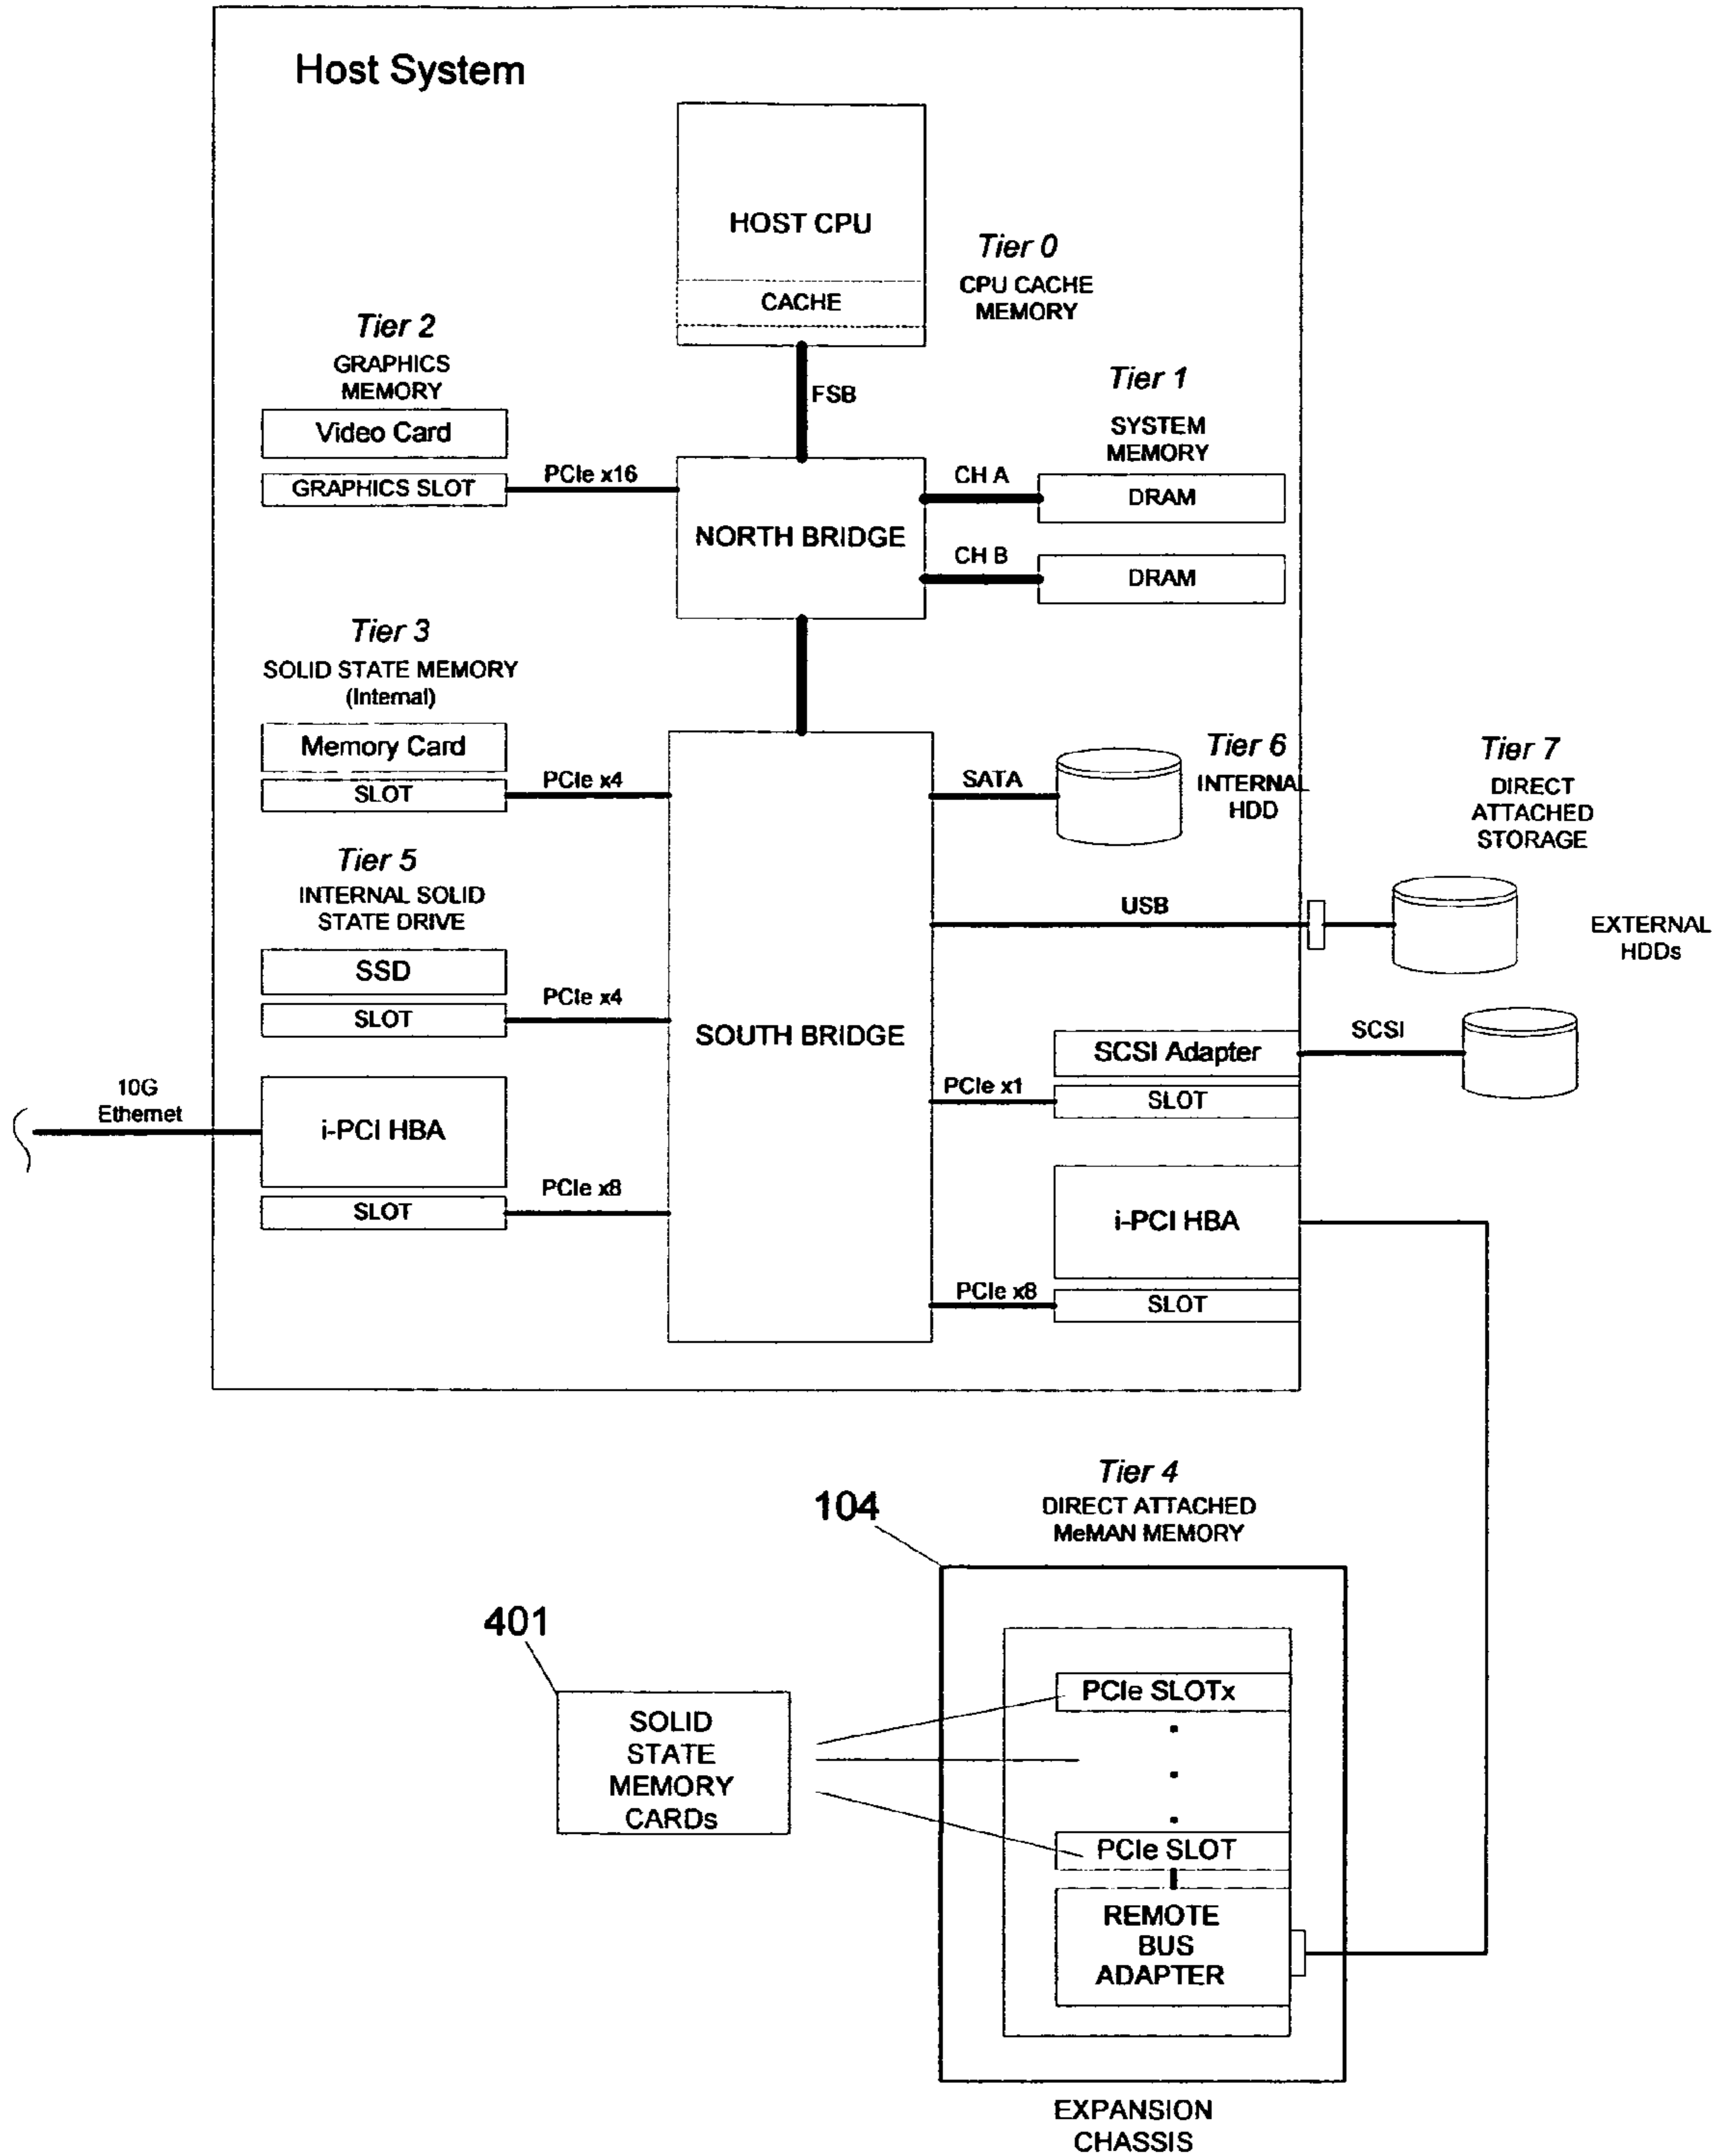 Host System
HOST CPU
CACHE
Tier 0
CPU CACHE
MEMORY
Tier 2
GRAPHICS
MEMORY
Video Card
GRAPHICS SLOT
PCIe x16
FSB
Tier 1
SYSTEM
MEMORY
CH A
DRAM
NORTH BRIDGE
CH B
DRAM
Tier 3
SOLID STATE MEMORY
(Internal)
Memory Card
SLOT
PCIe x4
Tier 5
INTERNAL SOLID
STATE DRIVE
SSD
SLOT
PCIe x4
10G
Ethernet
i-PCI HBA
SLOT
PCIe x8
SOUTH BRIDGE
SATA
Tier 6
INTERNAL
HDD
Tier 7
DIRECT
ATTACHED
STORAGE
USB
EXTERNAL
HDDs
SCSI Adapter
SCSI
PCIe x1
SLOT
i-PCI HBA
PCIe x8
SLOT
Tier 4
DIRECT ATTACHED
MeMAN MEMORY
104
401
SOLID
STATE
MEMORY
CARDs
PCIe SLOTx
PCIe SLOT
REMOTE
BUS
ADAPTER
EXPANSION
CHASSIS